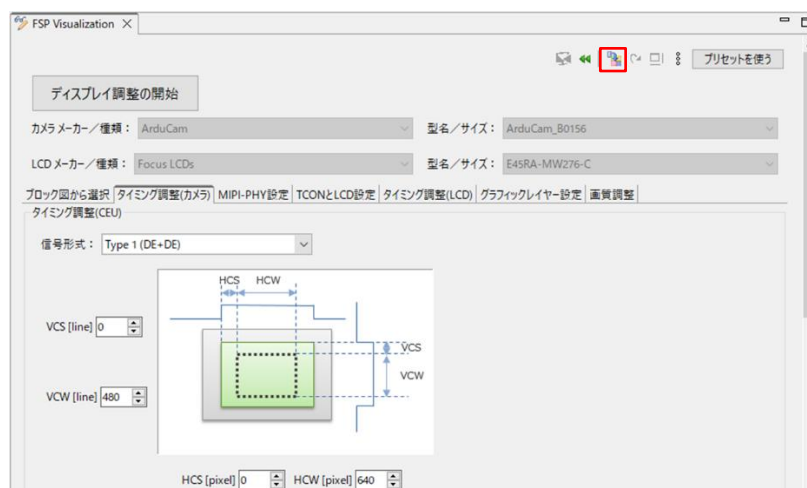 FSP Visualization
プリセットを使う
ディスプレイ調整の開始
カメラメーカー／種類： ArduCam 型名／サイズ： ArduCam_B0156
LCDメーカー／種類： Focus LCDs 型名／サイズ： E45RA-MW276-C
ブロック図から選択 タイミング調整(カメラ) MIPI-PHY設定 TCONとLCD設定 タイミング調整(LCD) グラフィックレイヤー設定 画質調整
タイミング調整(CEU)
信号形式： Type 1 (DE+DE)
HCS HCW
VCS [line] 0
VCS
VCW
VCW [line] 480
HCS [pixel] 0 HCW [pixel] 640